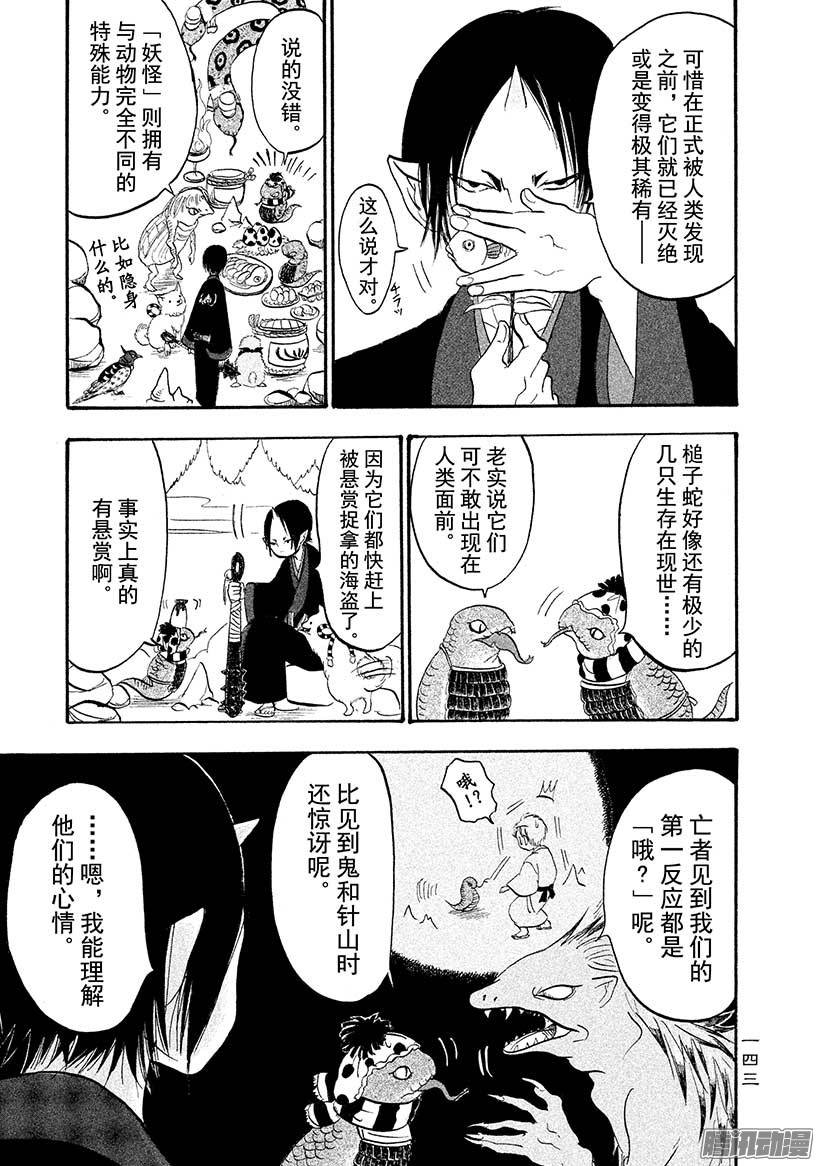 可惜在正式被人类发现
之前，它们就已经灭绝
或是变得极其稀有——
这么说才对。
チラッ
说的没错。
「妖怪」则拥有
与动物完全不同的
特殊能力。
比如隐身
什么的。
槌子蛇好像还有极少的
几只生存在现世……
老实说它们
可不敢出现在
人类面前。
因为它们都快赶上
被悬赏捉拿的海盗了。
事实上真的
有悬赏啊。
亡者见到我们的
第一反应都是
「哦？」呢。
哦!?
比见到鬼和针山时
还惊讶呢。
……嗯，我能理解
他们的心情。
一四三
腾讯动漫